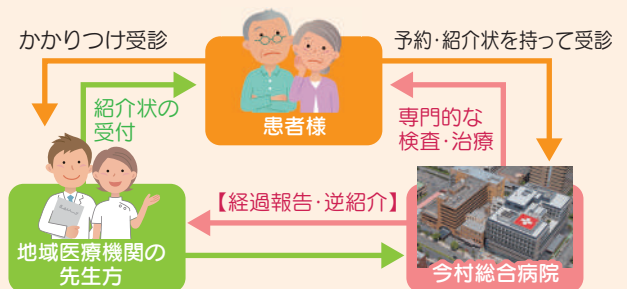 かかりつけ受診
予約・紹介状を持って受診
紹介状の
受付
患者様
専門的な
検査・治療
【経過報告・逆紹介】
地域医療機関の
先生方
今村総合病院